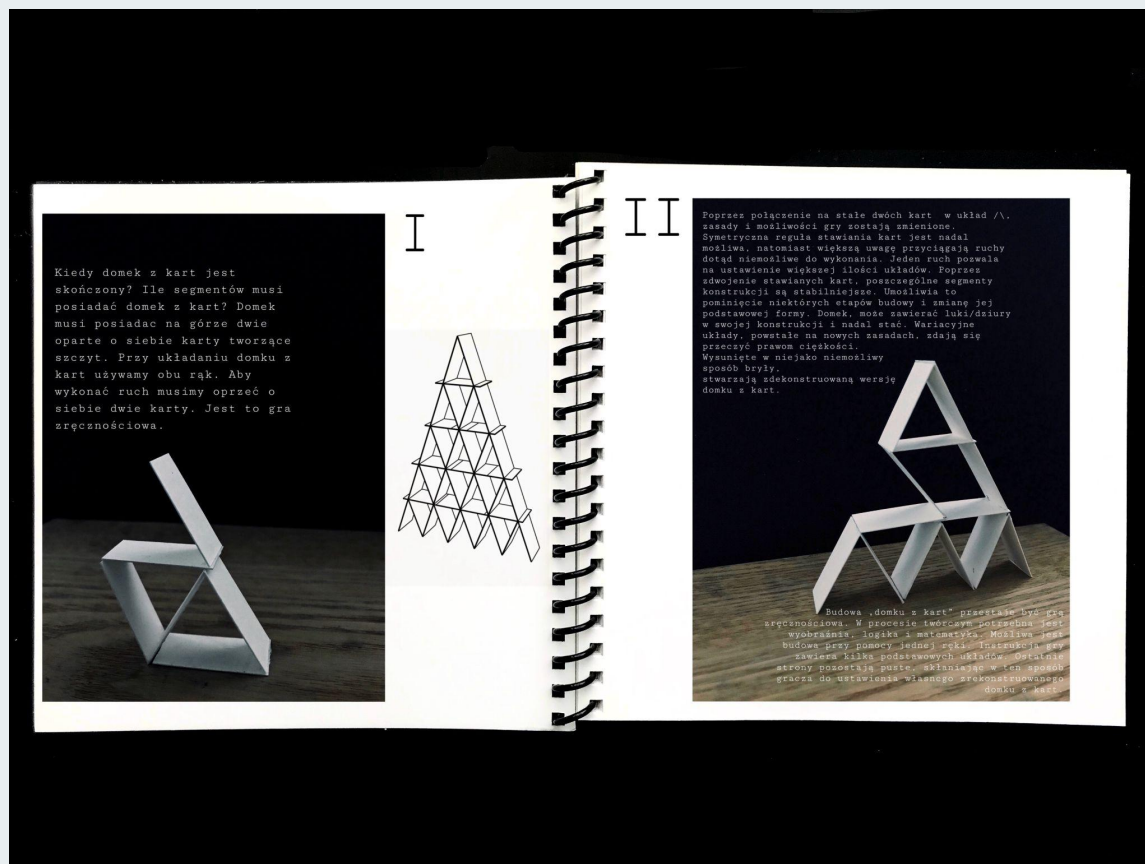 I
Kiedy domek z kart jest
skończony? Ile segmentów musi
posiadać domek z kart? Domek
musi posiadac na górze dwie
oparte o siebie karty tworzące
szczyt. Przy układaniu domku z
kart używamy obu rąk. Aby
wykonać ruch musimy oprzeć o
siebie dwie karty. Jest to gra
zręcznościowa.
II
Poprzez połączenie na stałe dwóch kart w układ /\,
zasady i możliwości gry zostają zmienione.
Symetryczna reguła stawiania kart jest nadal
możliwa, natomiast większą uwagę przyciągają ruchy
dotąd niemożliwe do wykonania. Jeden ruch pozwala
na ustawienie większej ilości układów. Poprzez
zdwojenie stawianych kart, poszczególne segmenty
konstrukcji są stabilniejsze. Umożliwia to
pominięcie niektórych etapów budowy i zmianę jej
podstawowej formy. Domek, może zawierać luki/dziury
w swojej konstrukcji i nadal stać. Wariacyjne
układy, powstałe na nowych zasadach, zdają się
przeczyć prawom ciężkości.
Wysunięte w niejako niemożliwy
sposób bryły,
stwarzają zdekonstruowaną wersję
domku z kart.
Budowa „domku z kart" przestaje być grą
zręcznościowa. W procesie twórczym potrzebna jest
wyobraźnia, logika i matematyka. Możliwa jest
budowa przy pomocy jednej ręki. Instrukcja gry
zawiera kilka podstawowych układów. Ostatnie
strony pozostają puste, skłaniając w ten sposób
gracza do ustawienia własnego zrekonstruowanego
domku z kart.